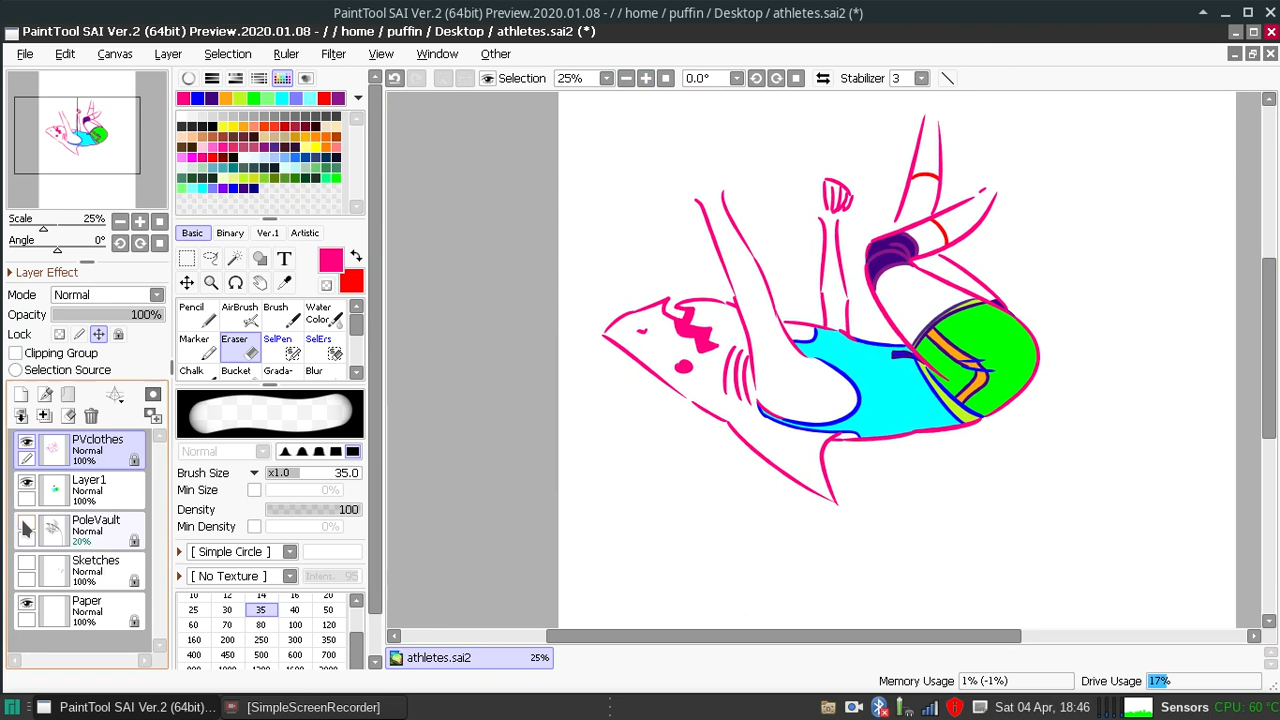 PaintTool SAI Ver.2 (64bit) Preview.2020.01.08 - / / home / puffin / Desktop / athletes.sai2 (*)
PaintTool SAI Ver.2 (64bit) Preview.2020.01.08 - / / home / puffin / Desktop / athletes.sai2 (*)
File Edit Canvas Layer Selection Ruler Filter View Window Other
Selection 25% 0.0° Stabilizer 3
Scale 25%
Angle 0°
Layer Effect
Mode Normal
Opacity 100%
Lock
Clipping Group
Selection Source
PVclothes
Normal
100%
Layer1
Normal
100%
PoleVault
Normal
20%
Sketches
Normal
100%
Paper
Normal
100%
Basic Binary Ver.1 Artistic
T
Pencil AirBrush Brush Water Color
Marker Eraser SelPen SelErs
Chalk Bucket Grada- Blur
Normal
Brush Size x1.0 35.0
Min Size 0%
Density 100
Min Density 0%
[ Simple Circle ]
[ No Texture ] Intens. 95
10 12 14 16 20
25 30 35 40 50
60 70 80 100 120
160 200 250 300 350
400 450 500 600 700
athletes.sai2 25%
Memory Usage 1% (-1%) Drive Usage 17%
PaintTool SAI Ver.2 (64bit)... [SimpleScreenRecorder] Sat 04 Apr, 18:46 Sensors CPU: 60 °C